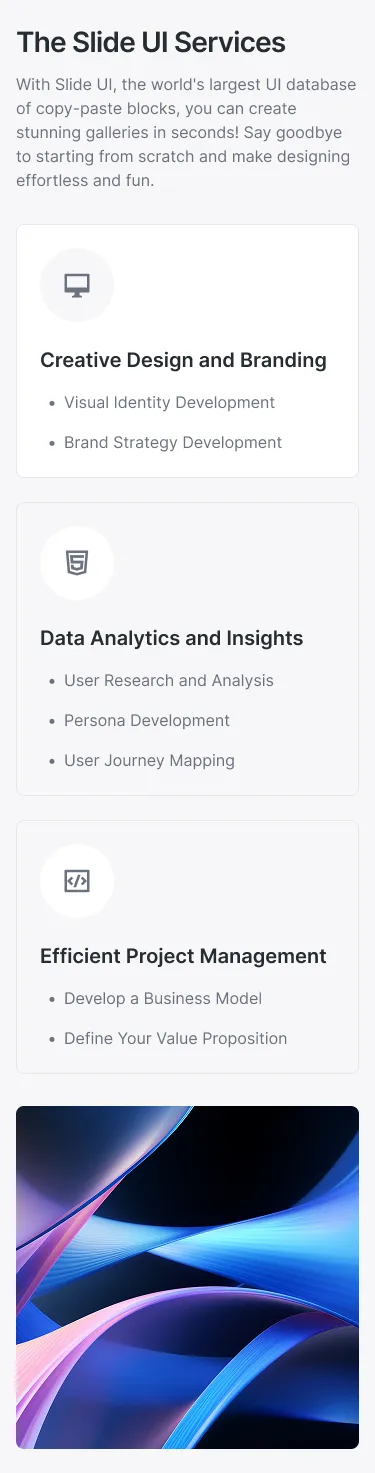 The Slide UI Services
With Slide UI, the world's largest UI database
of copy-paste blocks, you can create
stunning galleries in seconds! Say goodbye
to starting from scratch and make designing
effortless and fun.
Creative Design and Branding
• Visual Identity Development
• Brand Strategy Development
Data Analytics and Insights
• User Research and Analysis
• Persona Development
• User Journey Mapping
Efficient Project Management
• Develop a Business Model
• Define Your Value Proposition